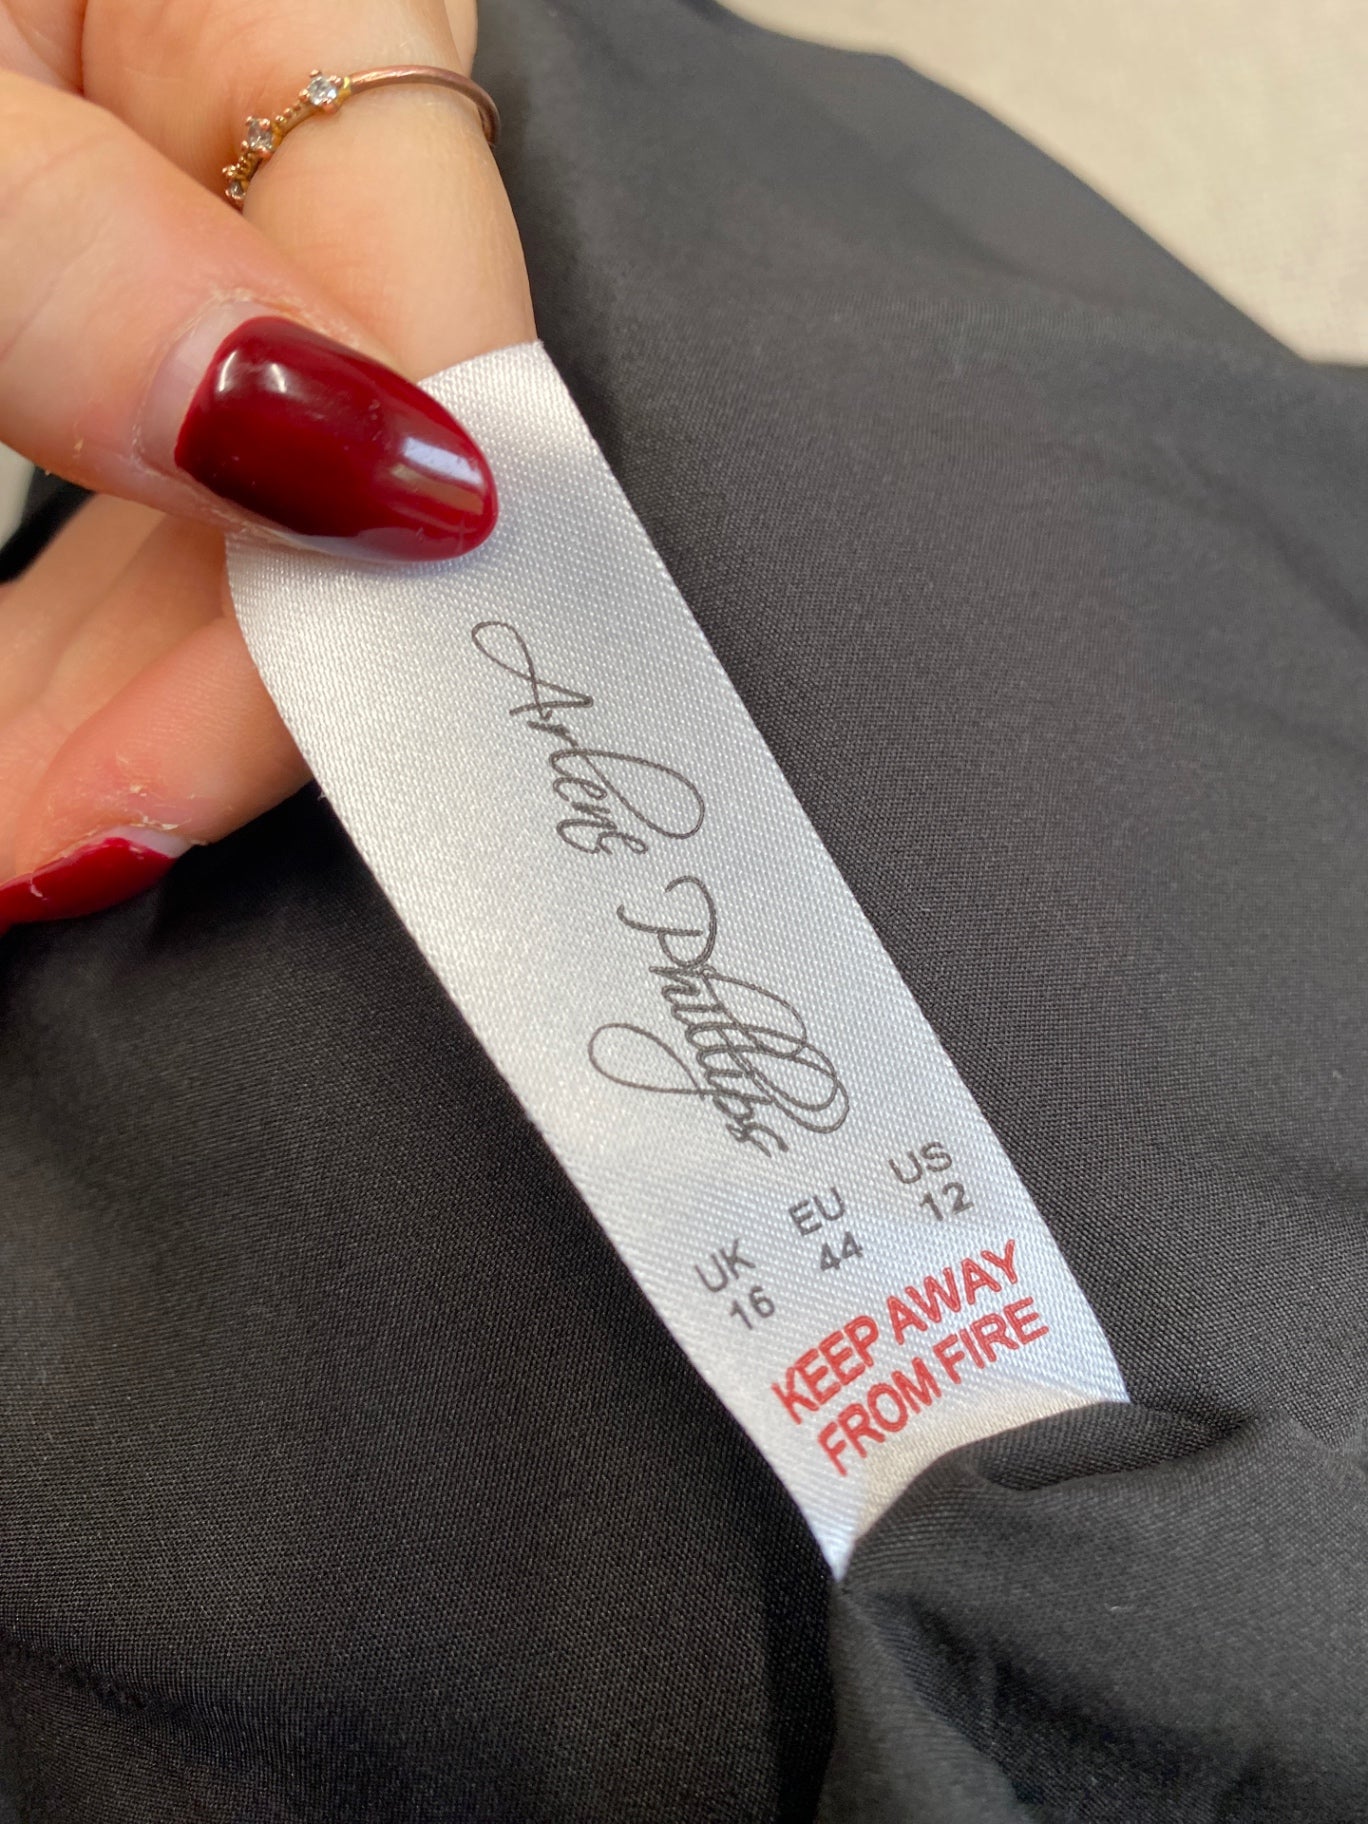 Arlene Phillips
UK EU US
16 44 12
KEEP AWAY
FROM FIRE